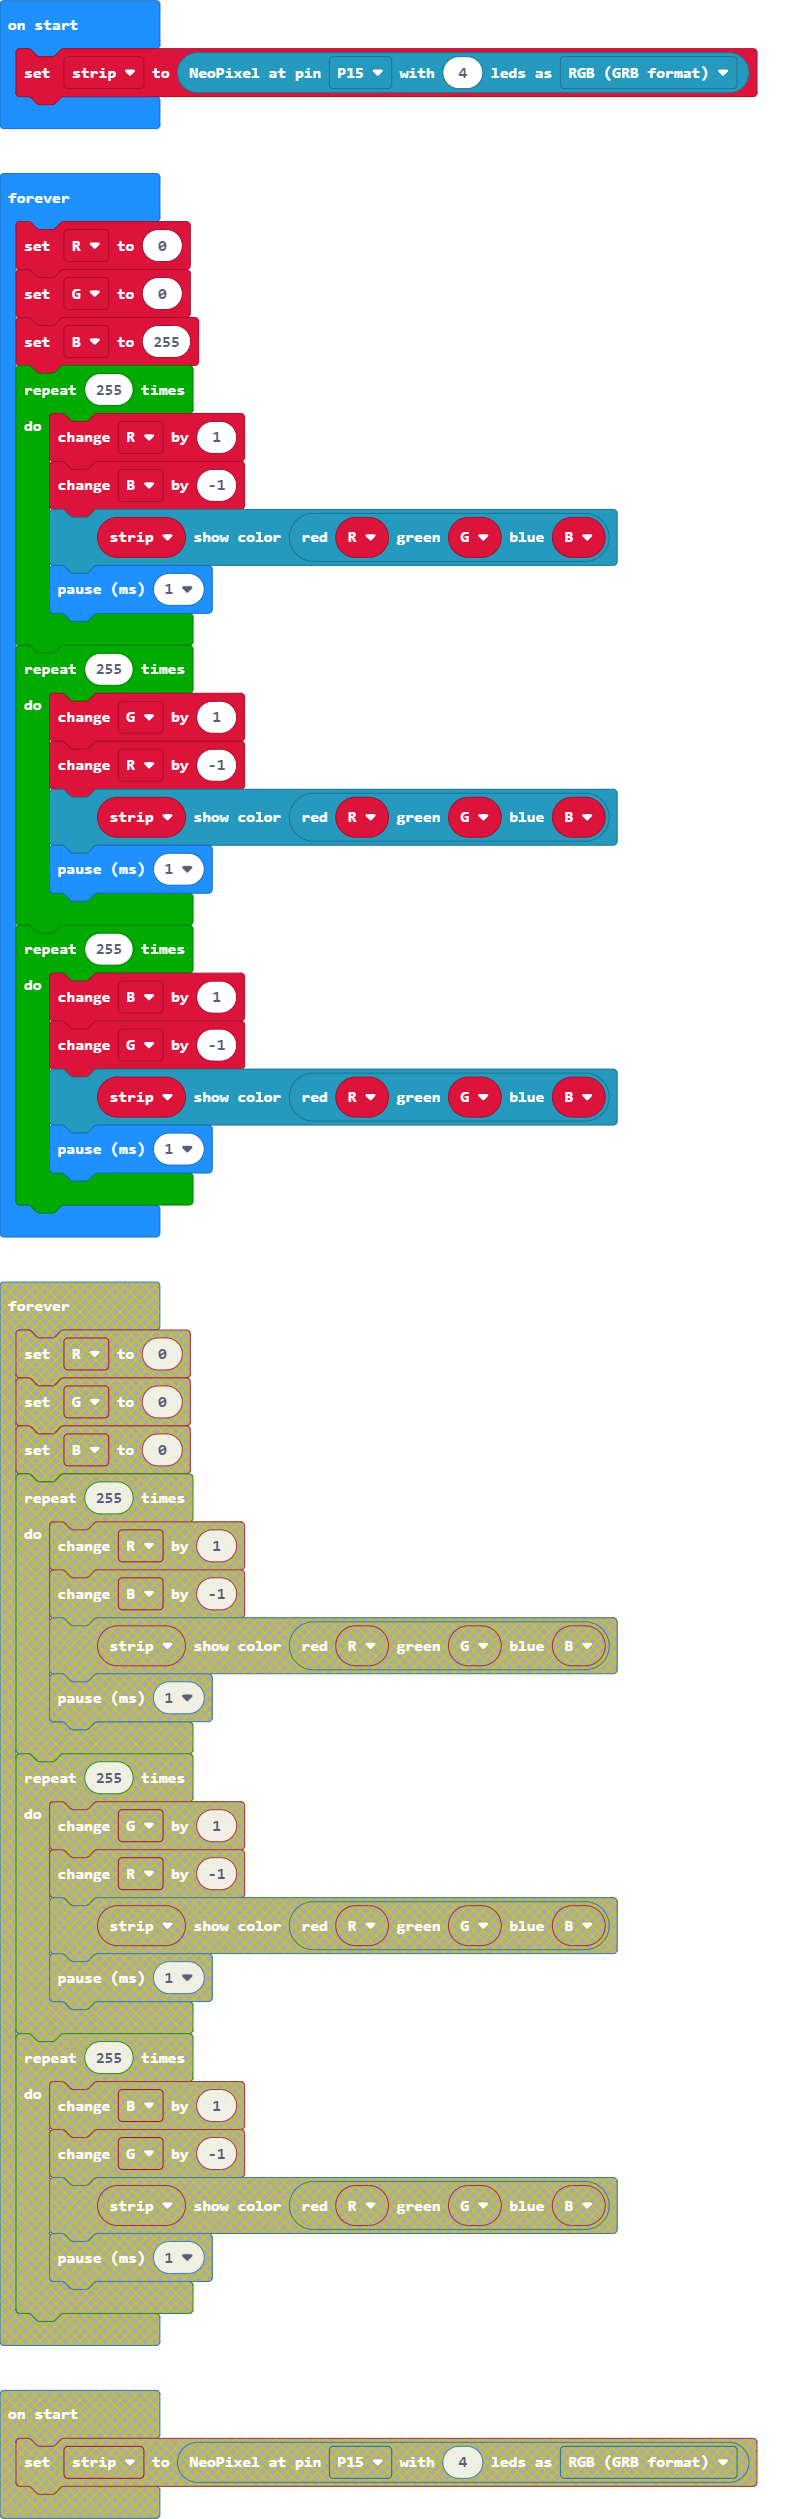 on start
set strip to NeoPixel at pin P15 with 4 leds as RGB (GRB format)
forever
set R to 0
set G to 0
set B to 255
repeat 255 times
do
change R by 1
change B by -1
strip show color red R green G blue B
pause (ms) 1
repeat 255 times
do
change G by 1
change R by -1
strip show color red R green G blue B
pause (ms) 1
repeat 255 times
do
change B by 1
change G by -1
strip show color red R green G blue B
pause (ms) 1
forever
set R to 0
set G to 0
set B to 0
repeat 255 times
do
change R by 1
change B by -1
strip show color red R green G blue B
pause (ms) 1
repeat 255 times
do
change G by 1
change R by -1
strip show color red R green G blue B
pause (ms) 1
repeat 255 times
do
change B by 1
change G by -1
strip show color red R green G blue B
pause (ms) 1
on start
set strip to NeoPixel at pin P15 with 4 leds as RGB (GRB format)